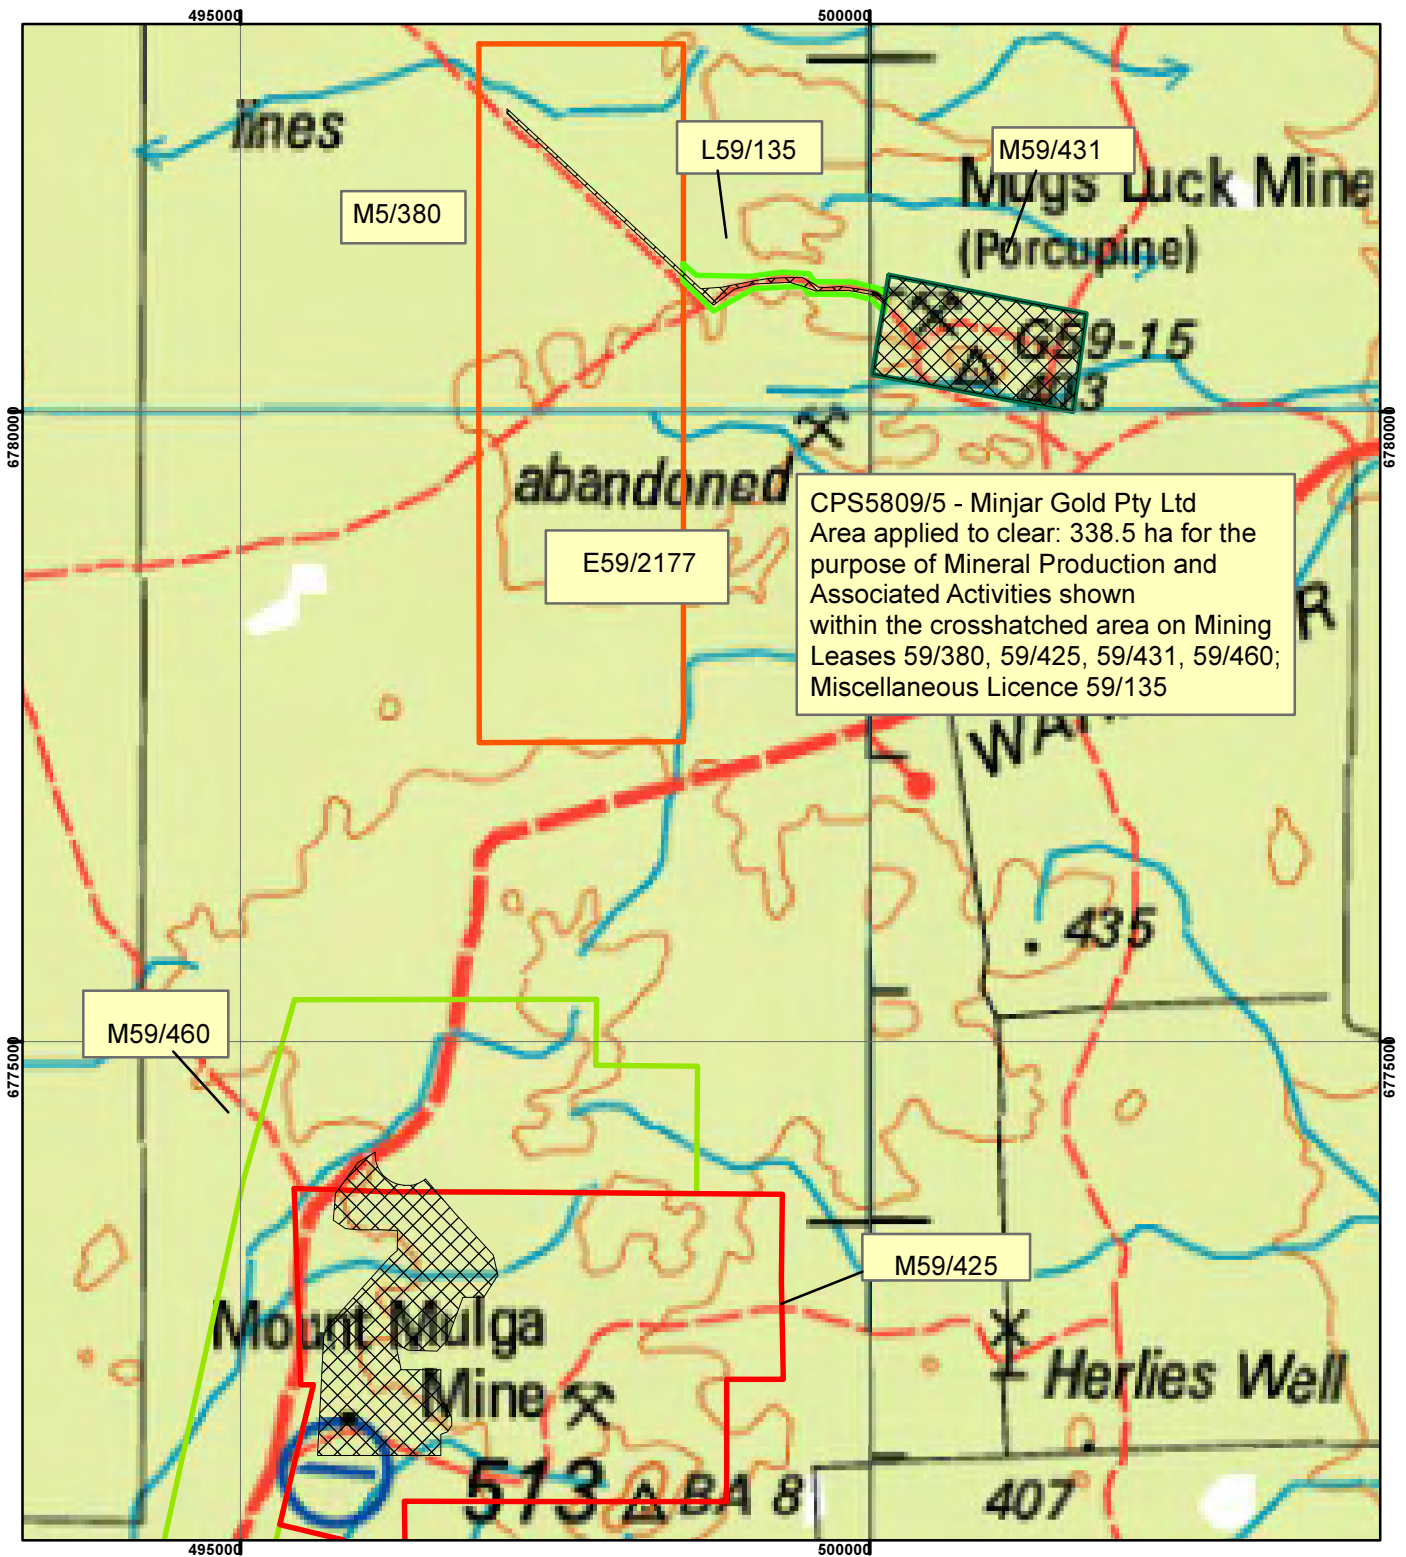 495000
500000
lines
L59/135
M59/431
Mugs Luck Mine
(Porcupine)
M5/380
G59-15
6780000
6780000
abandoned
E59/2177
CPS5809/5 - Minjar Gold Pty Ltd
Area applied to clear: 338.5 ha for the
purpose of Mineral Production and
Associated Activities shown
within the crosshatched area on Mining
Leases 59/380, 59/425, 59/431, 59/460;
Miscellaneous Licence 59/135
R
435
M59/460
6775000
6775000
M59/425
Mount Mulga
Mine
Herlies Well
513
BA 8
407
495000
500000